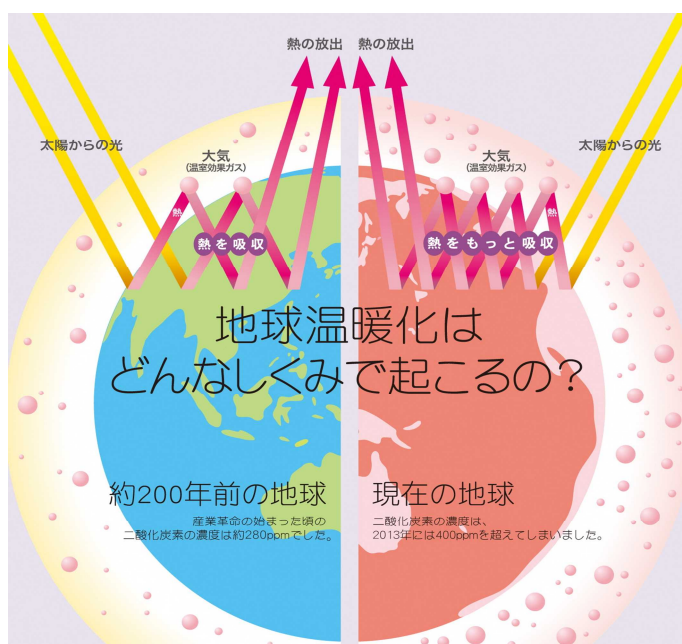 熱の放出
熱の放出
太陽からの光
大気
(温室効果ガス)
熱
熱を吸収
大気
(温室効果ガス)
太陽からの光
熱
熱をもっと吸収
地球温暖化は
どんなしくみで起こるの？
約200年前の地球
産業革命の始まった頃の
二酸化炭素の濃度は約280ppmでした。
現在の地球
二酸化炭素の濃度は、
2013年には400ppmを超えてしまいました。